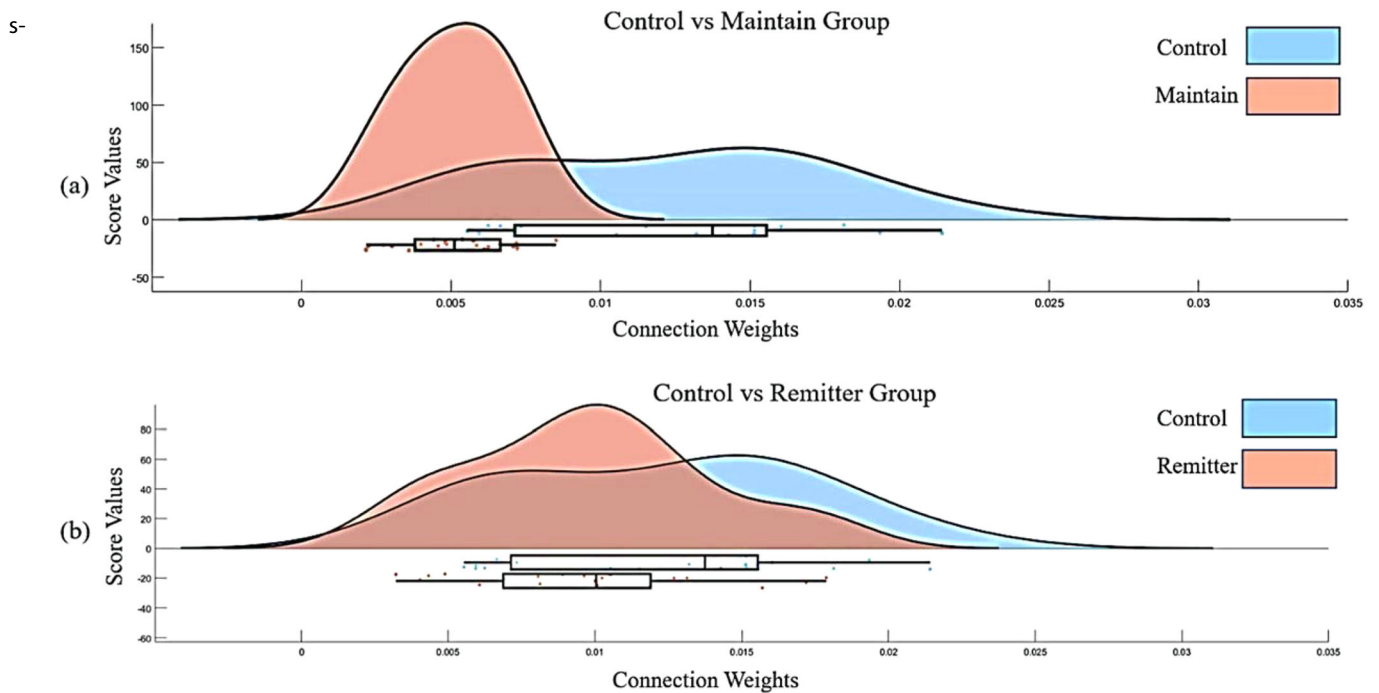 s-
Control vs Maintain Group
Control
Maintain
(a)
Score Values
150
100
50
0
-50
0 0.005 0.01 0.015 0.02 0.025 0.03 0.035
Connection Weights
Control vs Remitter Group
Control
Remitter
(b)
Score Values
80
60
40
20
0
-20
-40
-60
0 0.005 0.01 0.015 0.02 0.025 0.03 0.035
Connection Weights